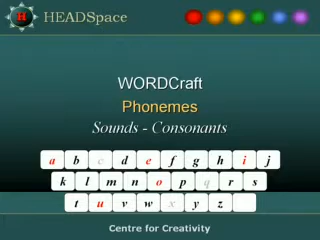 H HEADSpace
WORDCraft
Phonemes
Sounds - Consonants
a b c d e f g h i j
k l m n o p q r s
t u v w x y z
Centre for Creativity